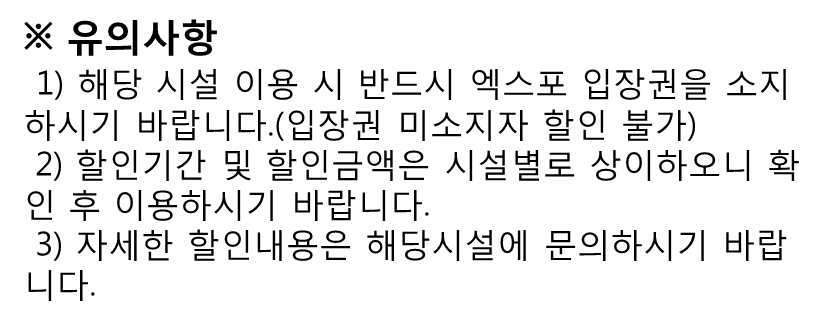 ※ 유의사항
1) 해당 시설 이용 시 반드시 엑스포 입장권을 소지
하시기 바랍니다.(입장권 미소지자 할인 불가)
2) 할인기간 및 할인금액은 시설별로 상이하오니 확
인 후 이용하시기 바랍니다.
3) 자세한 할인내용은 해당시설에 문의하시기 바랍
니다.